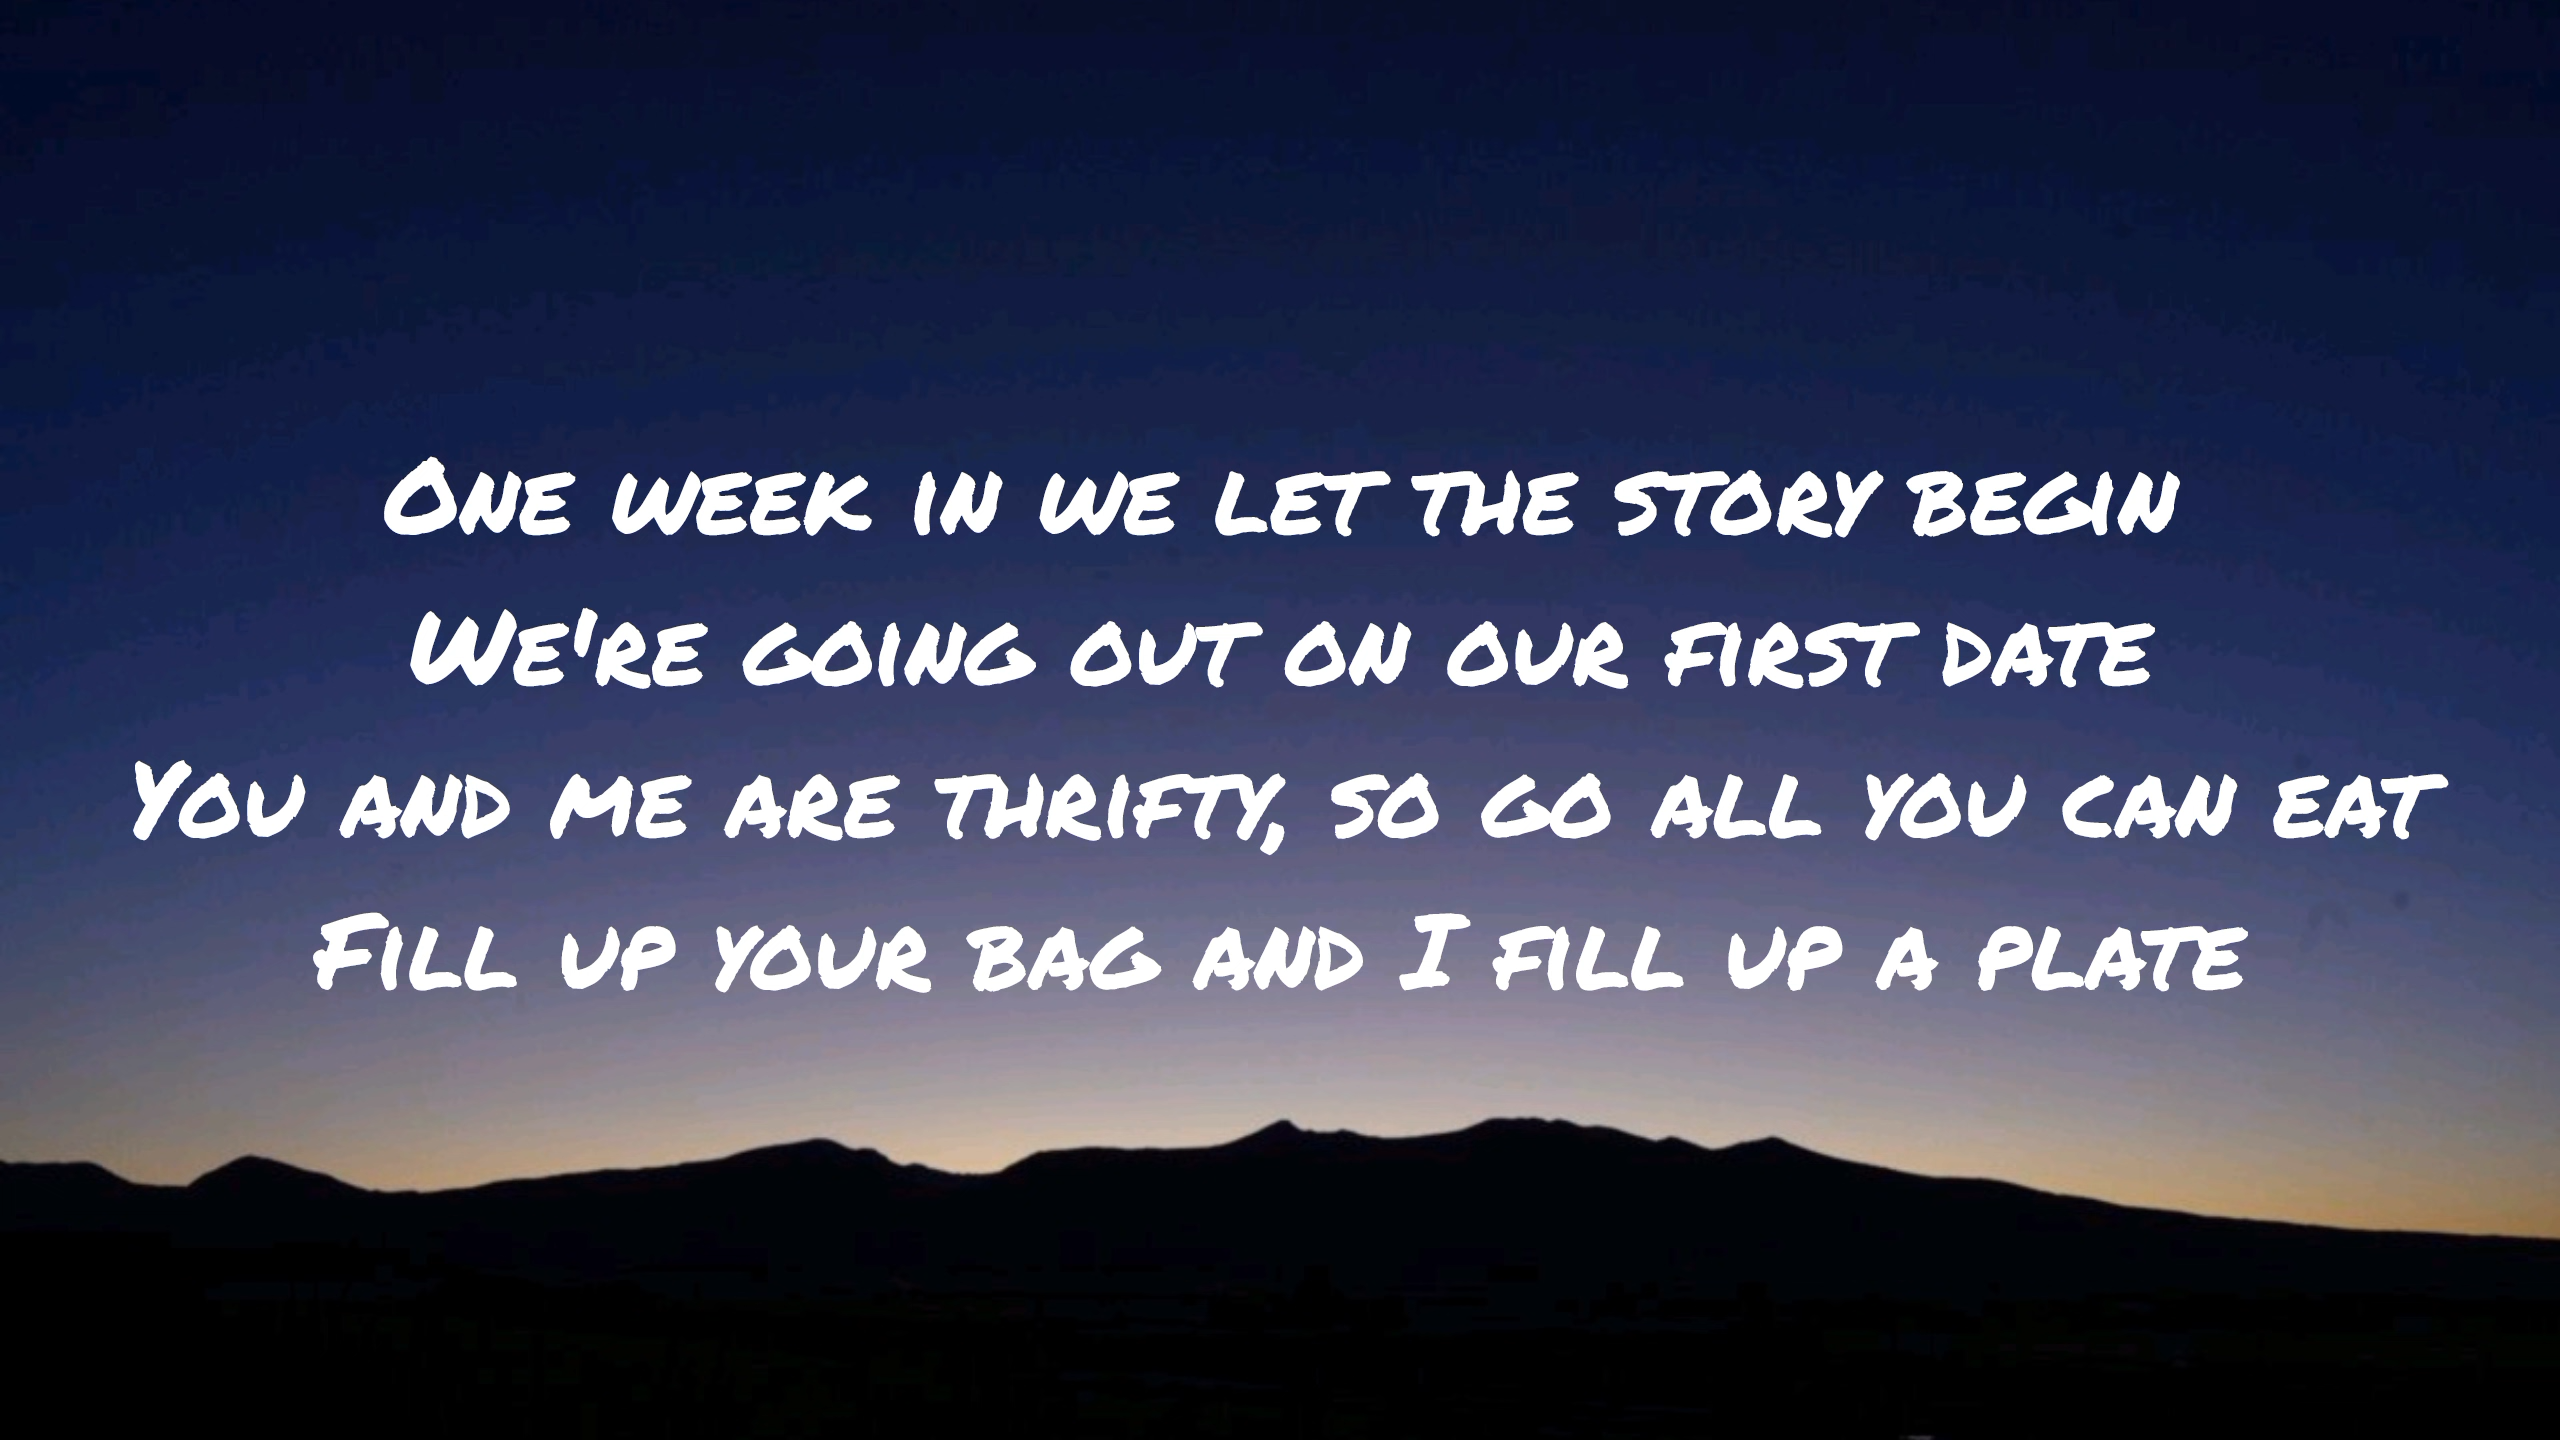 One week in we let the story begin
We're going out on our first date
You and me are thrifty, so go all you can eat
Fill up your bag and I fill up a plate